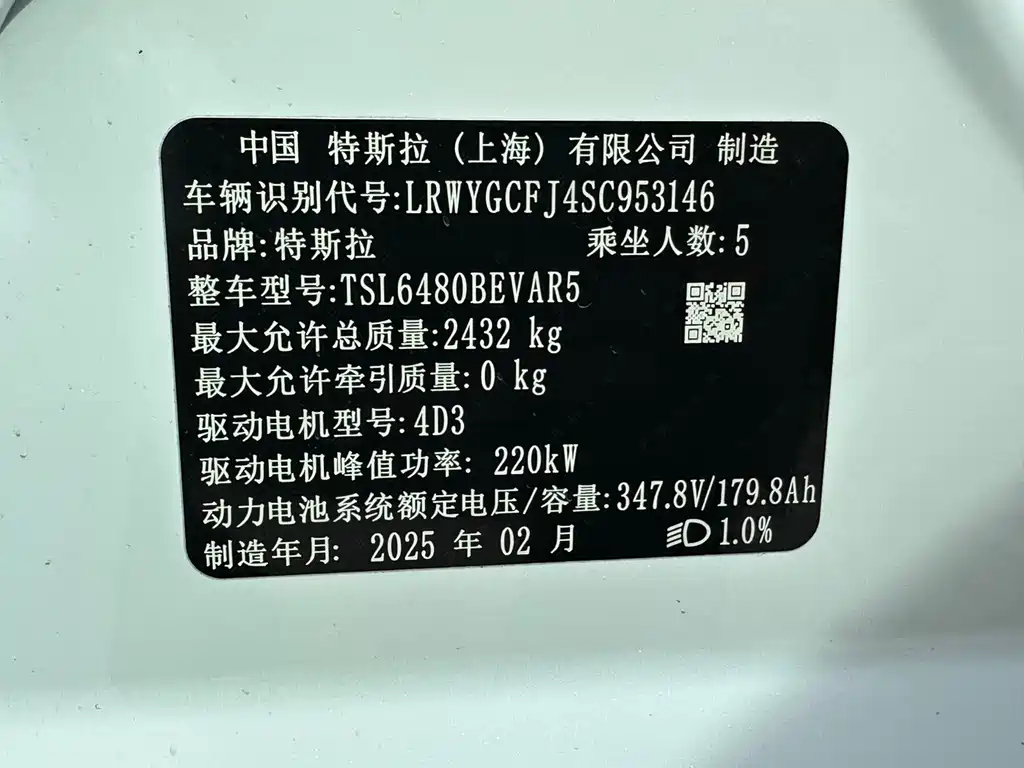 中国 特斯拉（上海）有限公司 制造
车辆识别代号:LRWYGCFJ4SC953146
品牌:特斯拉 乘坐人数:5
整车型号:TSL6480BEVAR5
最大允许总质量:2432 kg
最大允许牵引质量:0 kg
驱动电机型号:4D3
驱动电机峰值功率: 220kW
动力电池系统额定电压/容量:347.8V/179.8Ah
制造年月: 2025 年 02 月 1.0%